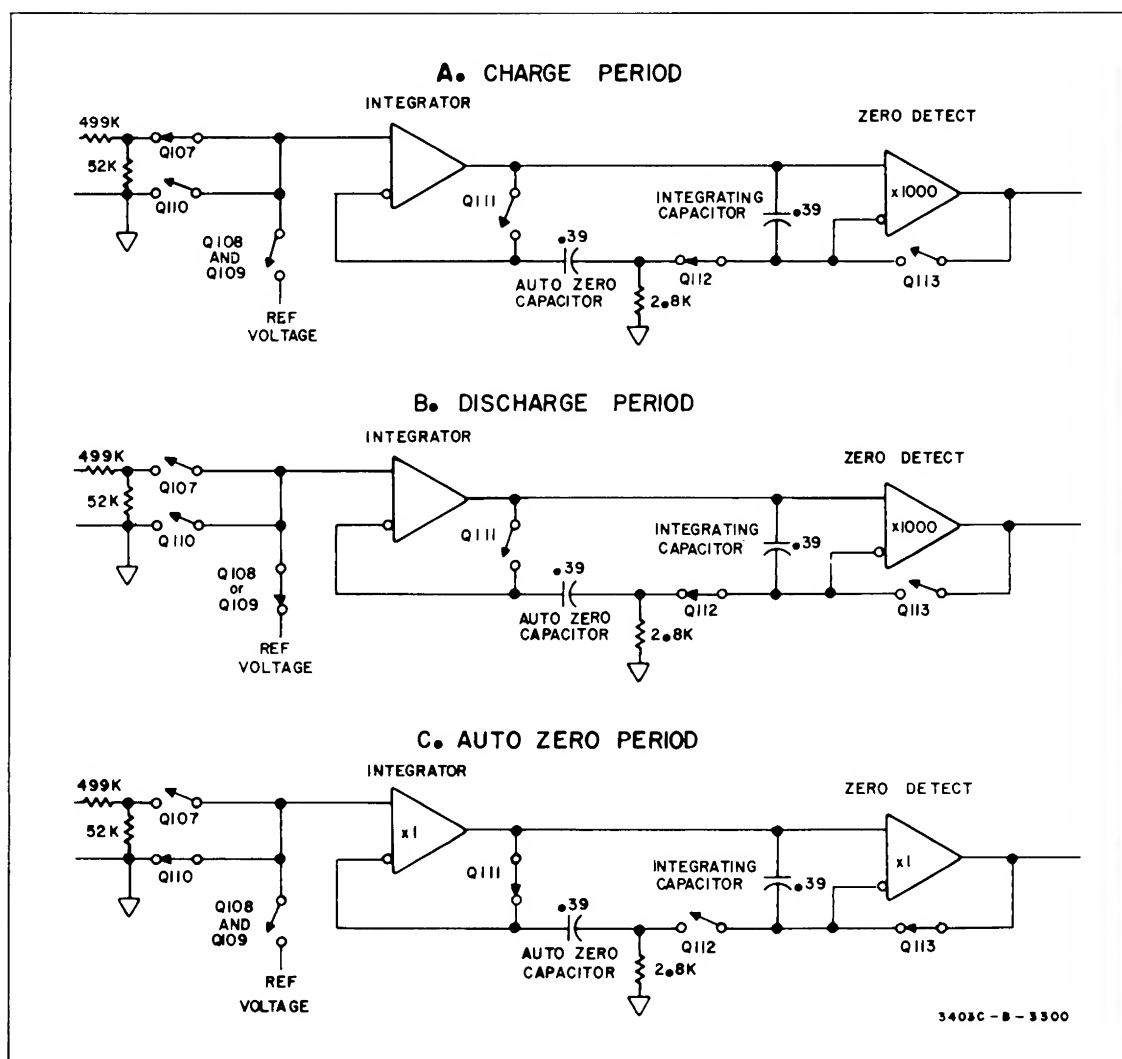 A. CHARGE PERIOD
INTEGRATOR
ZERO DETECT
499K
Q107
52K
Q110
Q108
AND
Q109
REF
VOLTAGE
Q111
.39
AUTO ZERO
CAPACITOR
INTEGRATING
CAPACITOR
.39
x1000
Q112
2.8K
Q113
B. DISCHARGE PERIOD
INTEGRATOR
ZERO DETECT
499K
Q107
52K
Q110
Q108
or
Q109
REF
VOLTAGE
Q111
.39
AUTO ZERO
CAPACITOR
INTEGRATING
CAPACITOR
.39
x1000
Q112
2.8K
Q113
C. AUTO ZERO PERIOD
INTEGRATOR
ZERO DETECT
499K
Q107
52K
Q110
Q108
AND
Q109
REF
VOLTAGE
x1
Q111
.39
AUTO ZERO
CAPACITOR
INTEGRATING
CAPACITOR
.39
x1
Q112
2.8K
Q113
3403C-B-3300